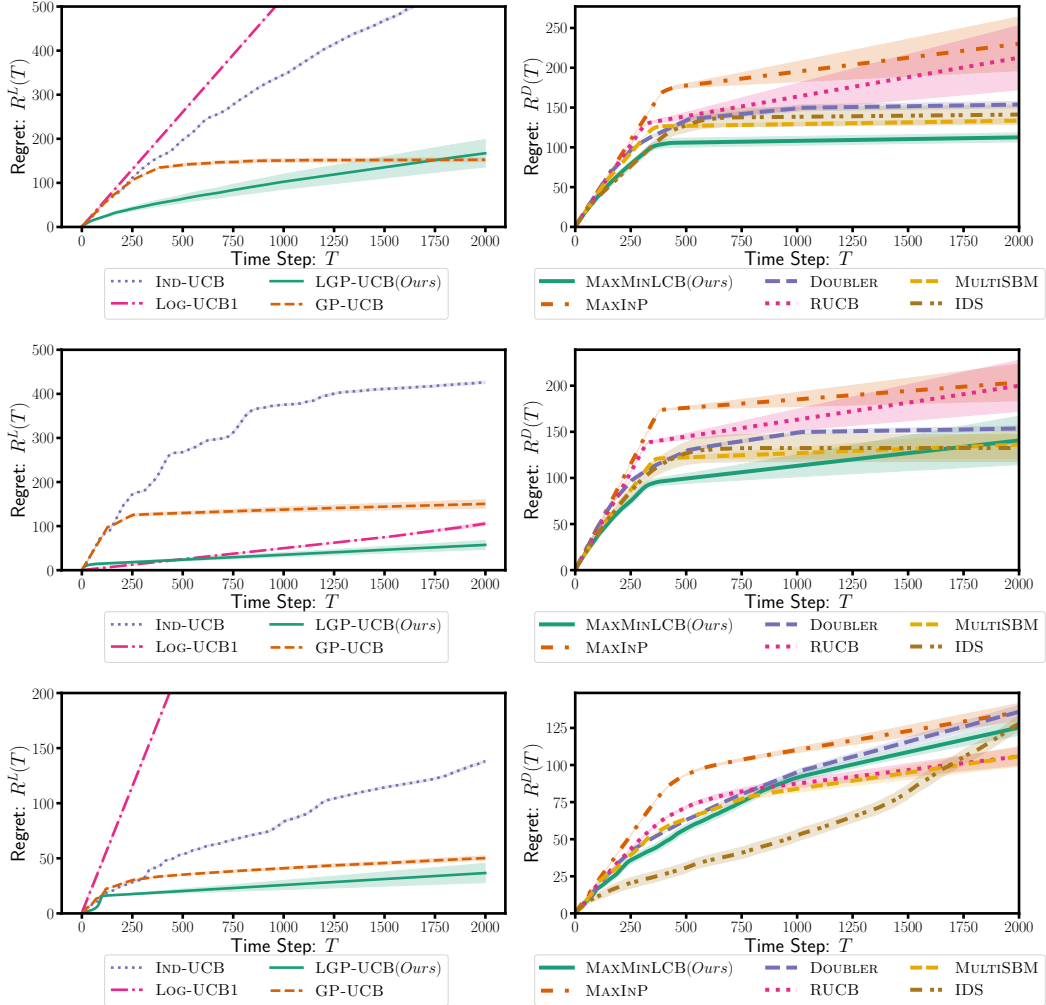 Regret: R^L(T)
500
400
300
200
100
0
0 250 500 750 1000 1250 1500 1750 2000
Time Step: T
IND-UCB LGP-UCB(Ours)
LOG-UCB1 GP-UCB
Regret: R^D(T)
250
200
150
100
50
0
0 250 500 750 1000 1250 1500 1750 2000
Time Step: T
MAXMINLCB(Ours) DOUBLER MULTISBM
MAXINP RUCB IDS
Regret: R^L(T)
500
400
300
200
100
0
0 250 500 750 1000 1250 1500 1750 2000
Time Step: T
IND-UCB LGP-UCB(Ours)
LOG-UCB1 GP-UCB
Regret: R^D(T)
200
150
100
50
0
0 250 500 750 1000 1250 1500 1750 2000
Time Step: T
MAXMINLCB(Ours) DOUBLER MULTISBM
MAXINP RUCB IDS
Regret: R^L(T)
200
150
100
50
0
0 250 500 750 1000 1250 1500 1750 2000
Time Step: T
IND-UCB LGP-UCB(Ours)
LOG-UCB1 GP-UCB
Regret: R^D(T)
125
100
75
50
25
0
0 250 500 750 1000 1250 1500 1750 2000
Time Step: T
MAXMINLCB(Ours) DOUBLER MULTISBM
MAXINP RUCB IDS